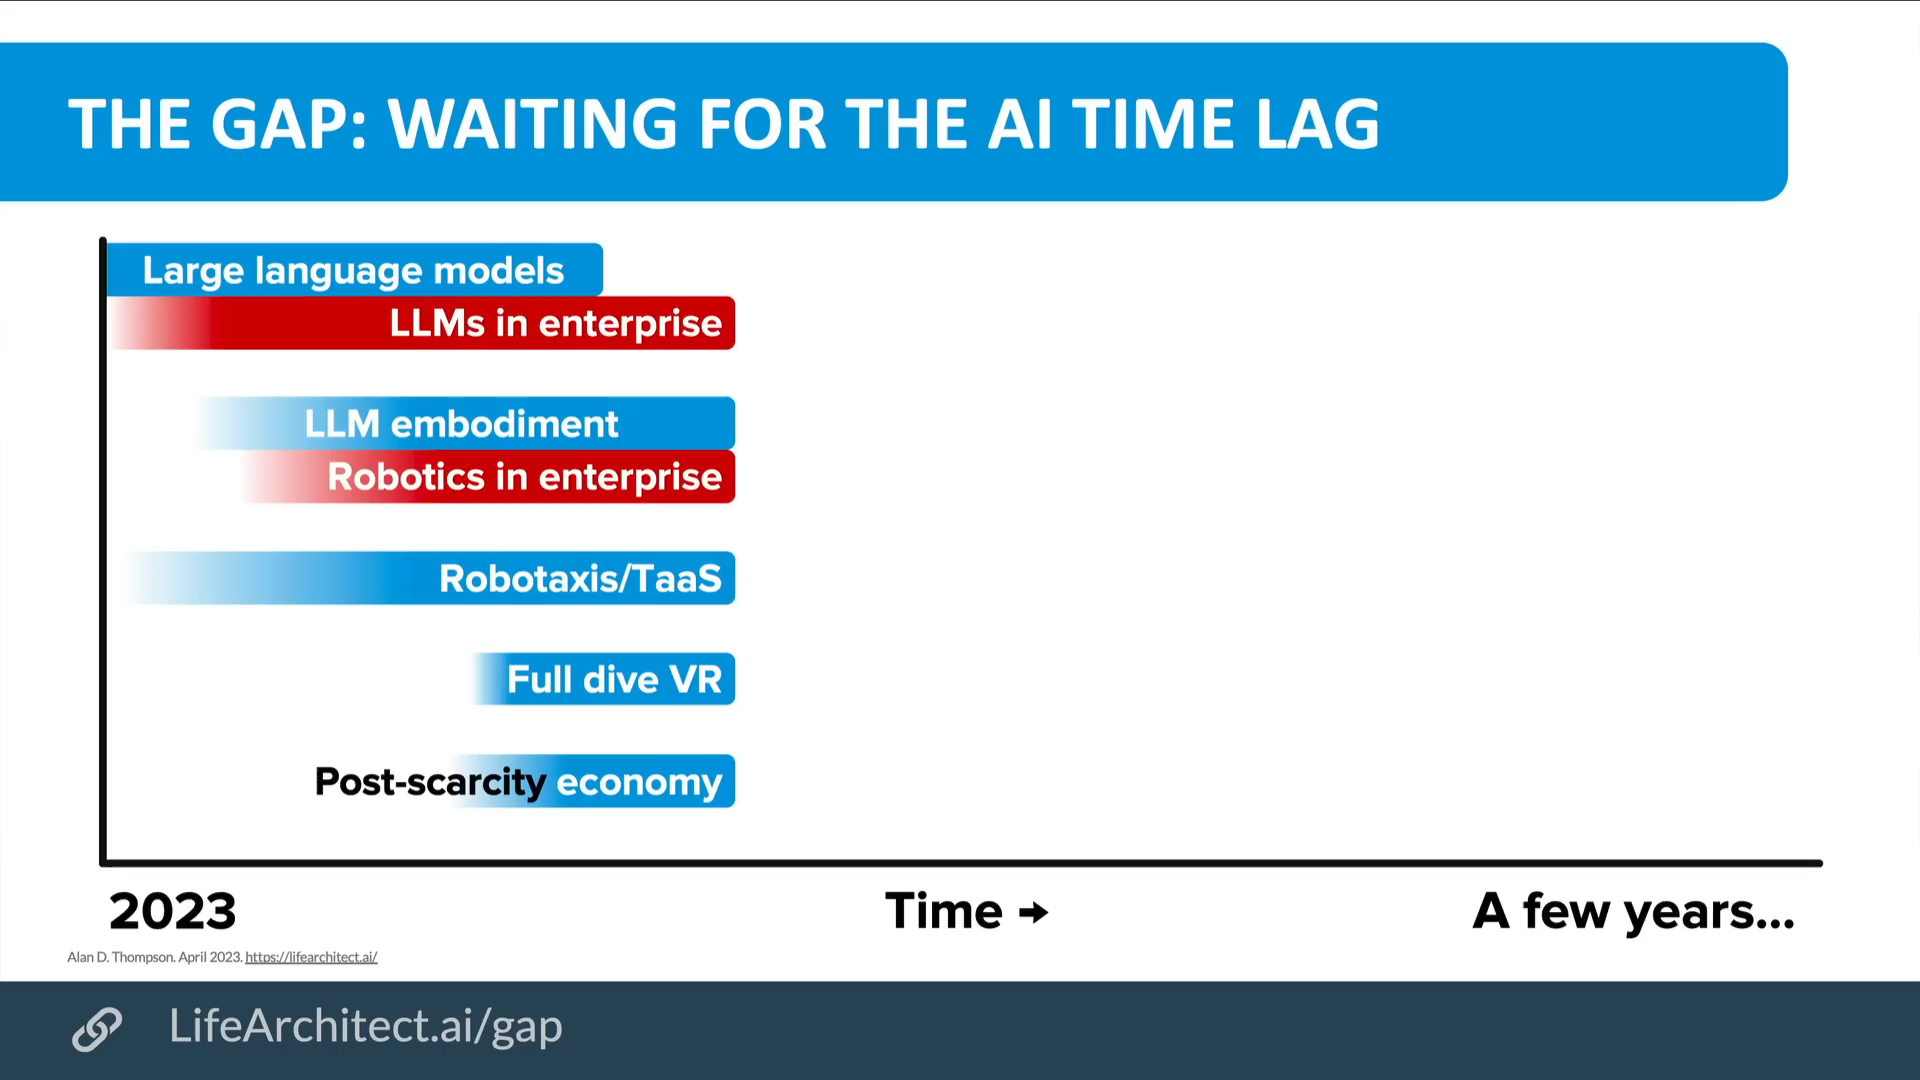 THE GAP: WAITING FOR THE AI TIME LAG
Large language models
LLMs in enterprise
LLM embodiment
Robotics in enterprise
Robotaxis/TaaS
Full dive VR
Post-scarcity economy
2023
Time →
A few years...
Alan D. Thompson. April 2023. https://lifearchitect.ai/
LifeArchitect.ai/gap